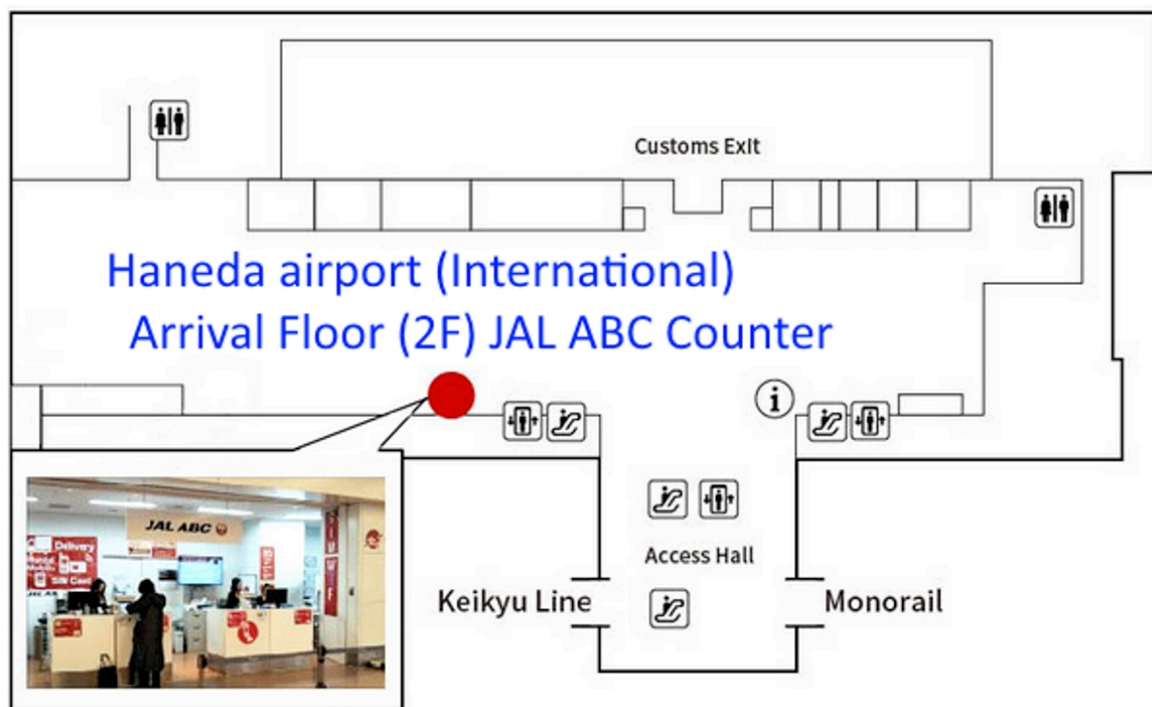 Customs Exit
Haneda airport (International)
Arrival Floor (2F) JAL ABC Counter
i
Access Hall
Keikyu Line
Monorail
JAL ABC
Delivery
SIM Card